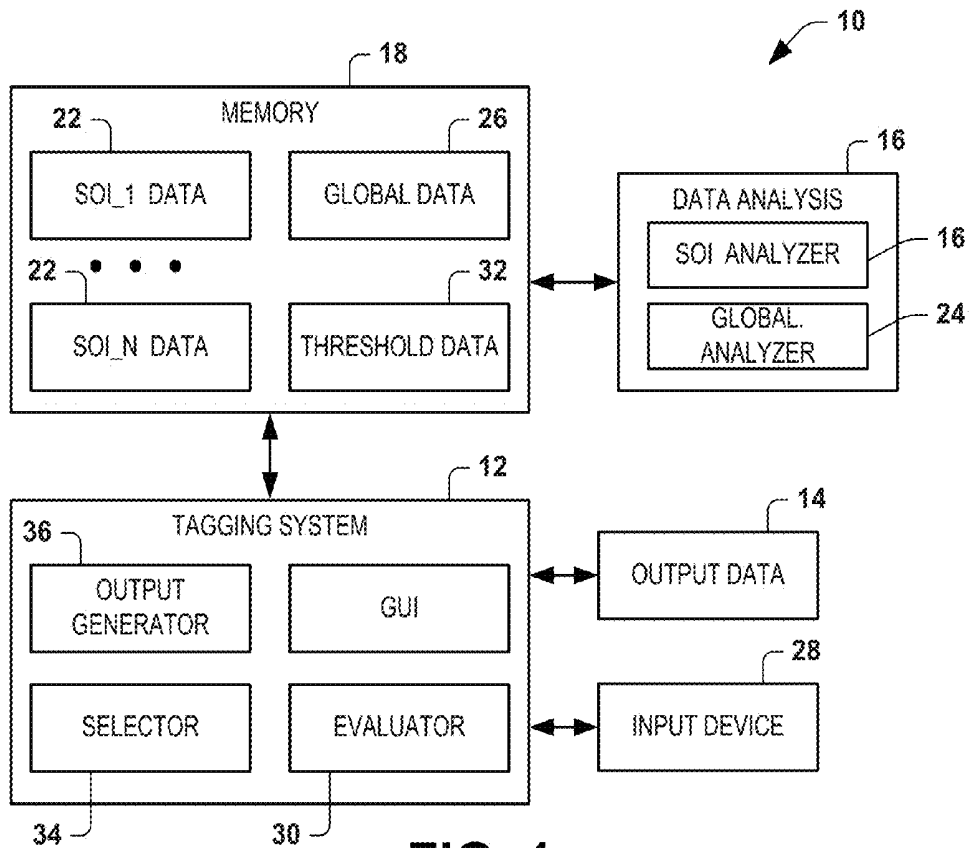 10
18
MEMORY
22
26
SOI_1 DATA
GLOBAL DATA
• • •
22
32
SOI_N DATA
THRESHOLD DATA
16
DATA ANALYSIS
SOI ANALYZER
16
GLOBAL.
ANALYZER
24
12
TAGGING SYSTEM
36
OUTPUT
GENERATOR
GUI
SELECTOR
EVALUATOR
34
30
14
OUTPUT DATA
28
INPUT DEVICE